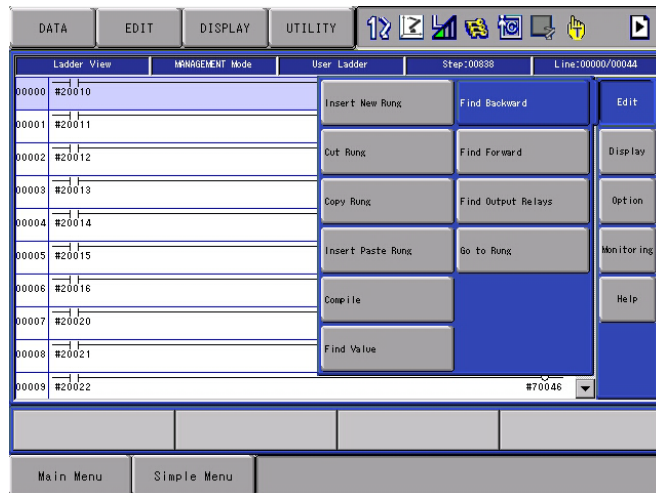 DATA EDIT DISPLAY UTILITY
Ladder View MANAGEMENT Mode User Ladder Step:00838 Line:00000/00044
00000 #20010
00001 #20011
00002 #20012
00003 #20013
00004 #20014
00005 #20015
00006 #20016
00007 #20020
00008 #20021
00009 #20022 #70046
Insert New Rung Find Backward
Cut Rung Find Forward
Copy Rung Find Output Relays
Insert Paste Rung Go to Rung
Compile
Find Value
Edit
Display
Option
Monitoring
Help
Main Menu Simple Menu